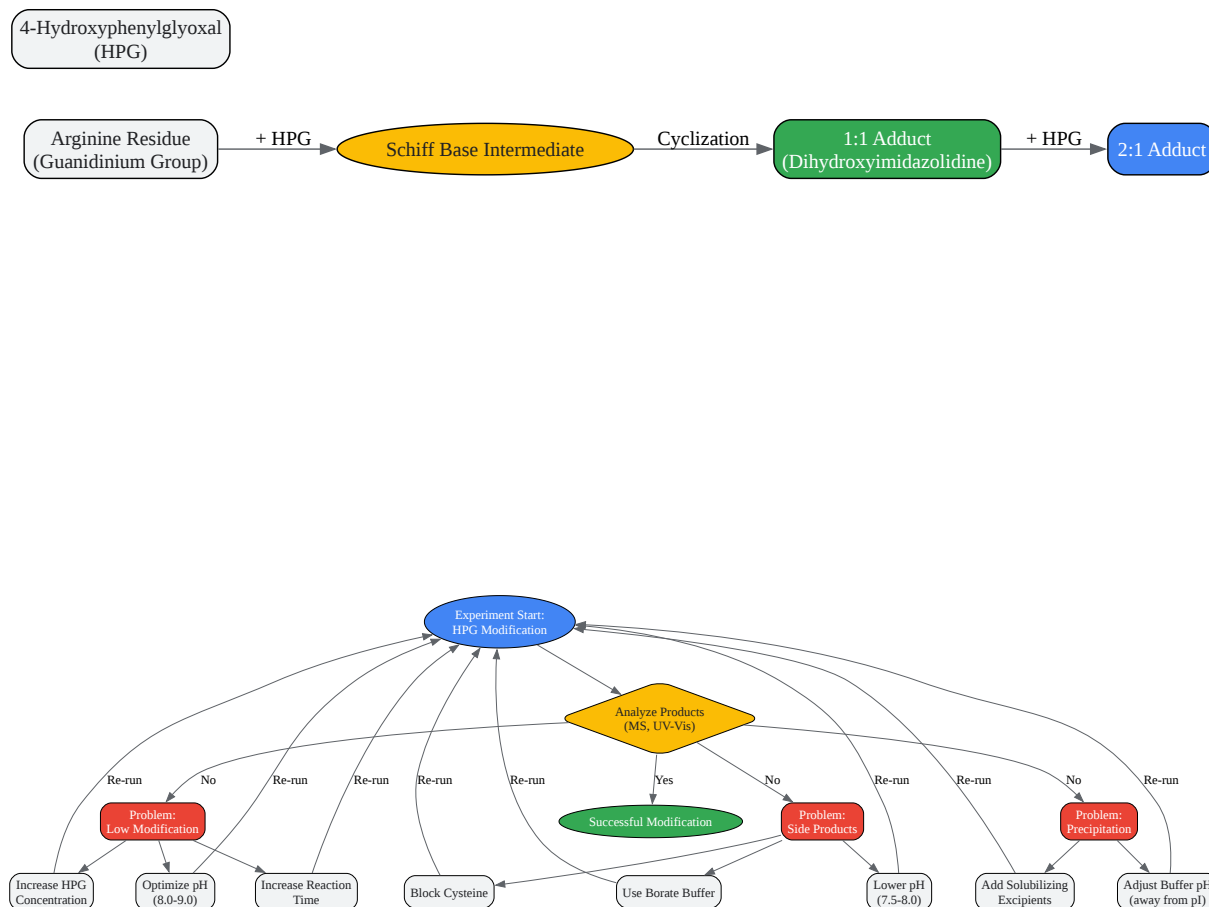 4-Hydroxyphenylglyoxal
(HPG)
Arginine Residue
(Guanidinium Group)
+ HPG
Schiff Base Intermediate
Cyclization
1:1 Adduct
(Dihydroxyimidazolidine)
+ HPG
2:1 Adduct
Experiment Start:
HPG Modification
Analyze Products
(MS, UV-Vis)
Re-run
No
Re-run
Re-run
Re-run
Re-run
Yes
No
Re-run
Re-run
No
Re-run
Problem:
Low Modification
Successful Modification
Problem:
Side Products
Problem:
Precipitation
Increase HPG
Concentration
Optimize pH
(8.0-9.0)
Increase Reaction
Time
Block Cysteine
Use Borate Buffer
Lower pH
(7.5-8.0)
Add Solubilizing
Excipients
Adjust Buffer pH
(away from pI)